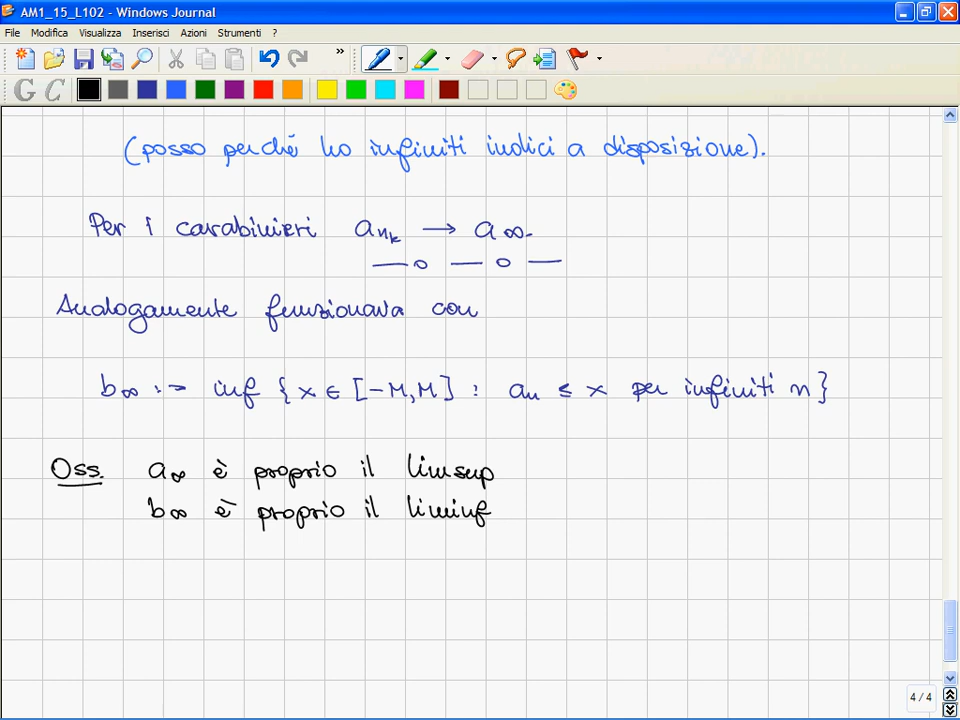 AM1_15_L102 - Windows Journal
File Modifica Visualizza Inserisci Azioni Strumenti ?
(posso perché ho infiniti indici a disposizione).
Per i carabinieri a_{n_k} → a_∞.
—o—o—
Analogamente funzionava con
b_∞ := inf {x ∈ [-M,M] : a_n ≤ x per infiniti n}
Oss. a_∞ è proprio il limsup
b_∞ è proprio il liminf
4 / 4